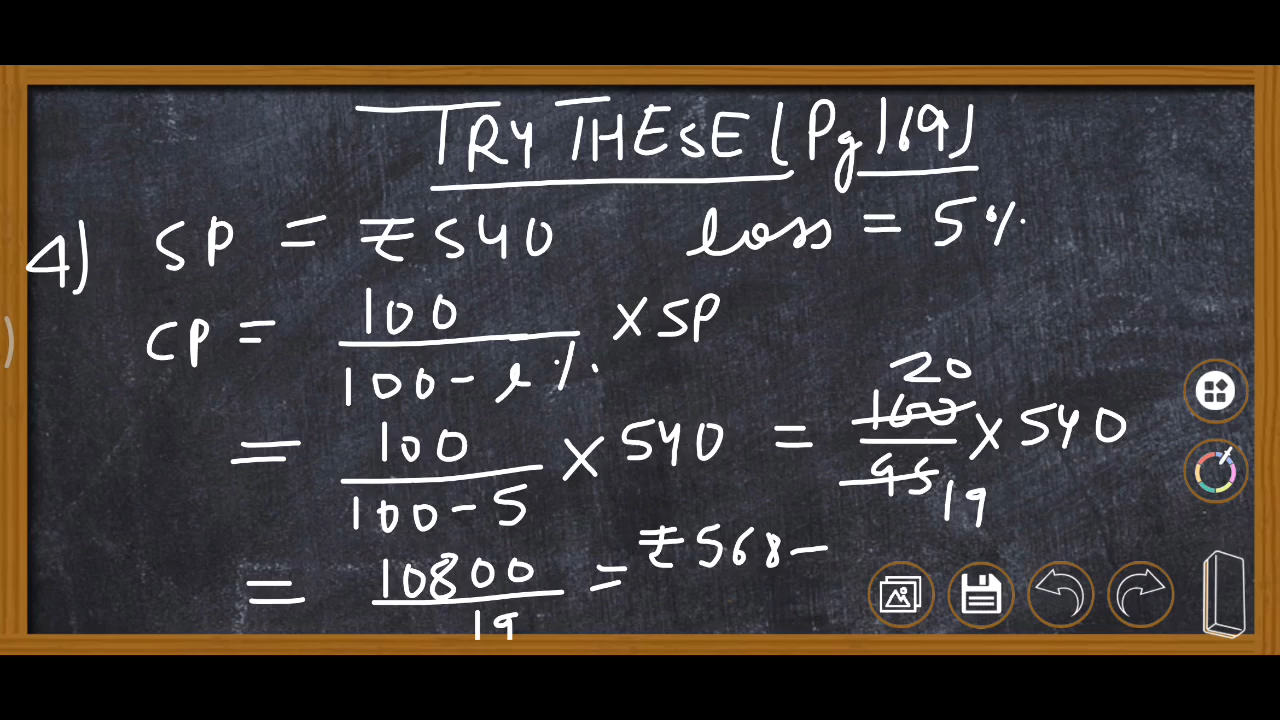 TRY THESE (Pg 169)
4) SP = ₹540 loss = 5%
CP = 100/100-l% × SP
= 100/100-5 × 540 = 20 100/95 19 × 540
= 10800/19 = ₹568-